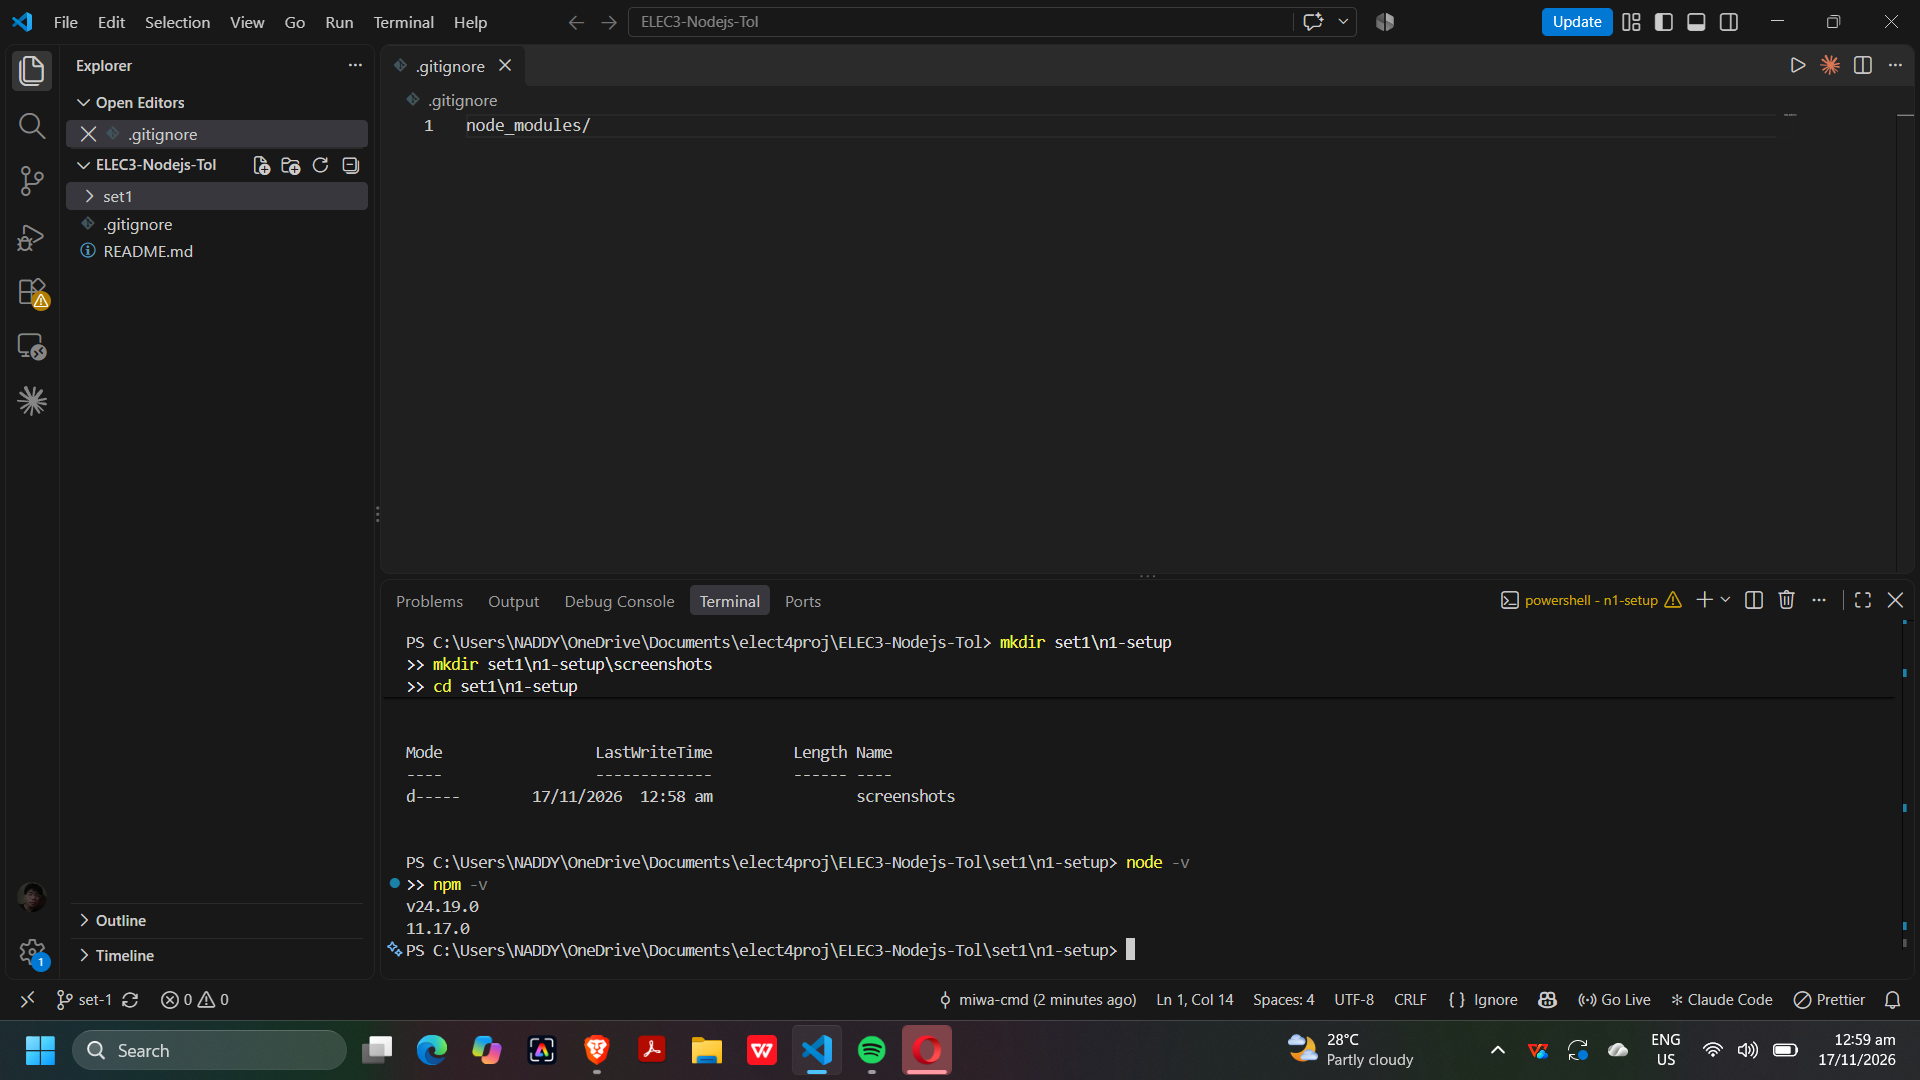 File Edit Selection View Go Run Terminal Help
ELEC3-Nodejs-Tol
Update
Explorer
Open Editors
.gitignore
ELEC3-Nodejs-Tol
set1
.gitignore
README.md
Outline
Timeline
.gitignore
.gitignore
1 node_modules/
Problems Output Debug Console Terminal Ports
powershell - n1-setup
PS C:\Users\NADDY\OneDrive\Documents\elect4proj\ELEC3-Nodejs-Tol> mkdir set1\n1-setup
>> mkdir set1\n1-setup\screenshots
>> cd set1\n1-setup
Mode LastWriteTime Length Name
---- ------------- ------ ----
d----- 17/11/2026 12:58 am screenshots
PS C:\Users\NADDY\OneDrive\Documents\elect4proj\ELEC3-Nodejs-Tol\set1\n1-setup> node -v
>> npm -v
v24.19.0
11.17.0
PS C:\Users\NADDY\OneDrive\Documents\elect4proj\ELEC3-Nodejs-Tol\set1\n1-setup>
1
set-1 0 0 miwa-cmd (2 minutes ago) Ln 1, Col 14 Spaces: 4 UTF-8 CRLF { } Ignore Go Live Claude Code Prettier
Search
28°C
Partly cloudy
ENG
US
12:59 am
17/11/2026